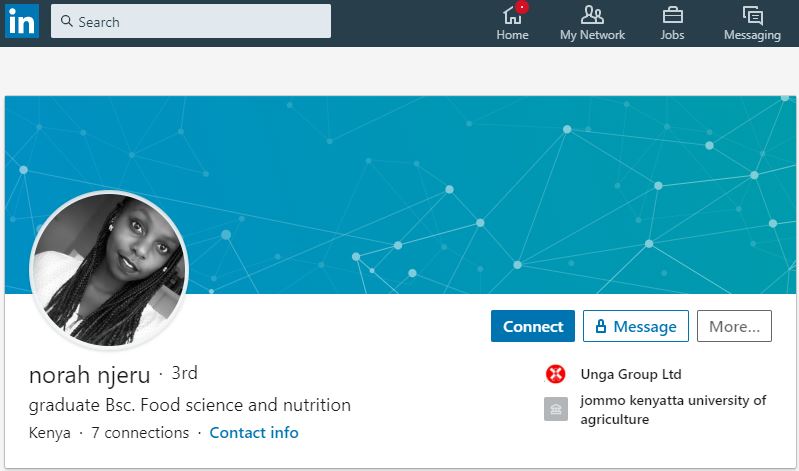 in
Search
Home
My Network
Jobs
Messaging
Connect
Message
More...
norah njeru · 3rd
graduate Bsc. Food science and nutrition
Kenya · 7 connections · Contact info
Unga Group Ltd
jommo kenyatta university of
agriculture